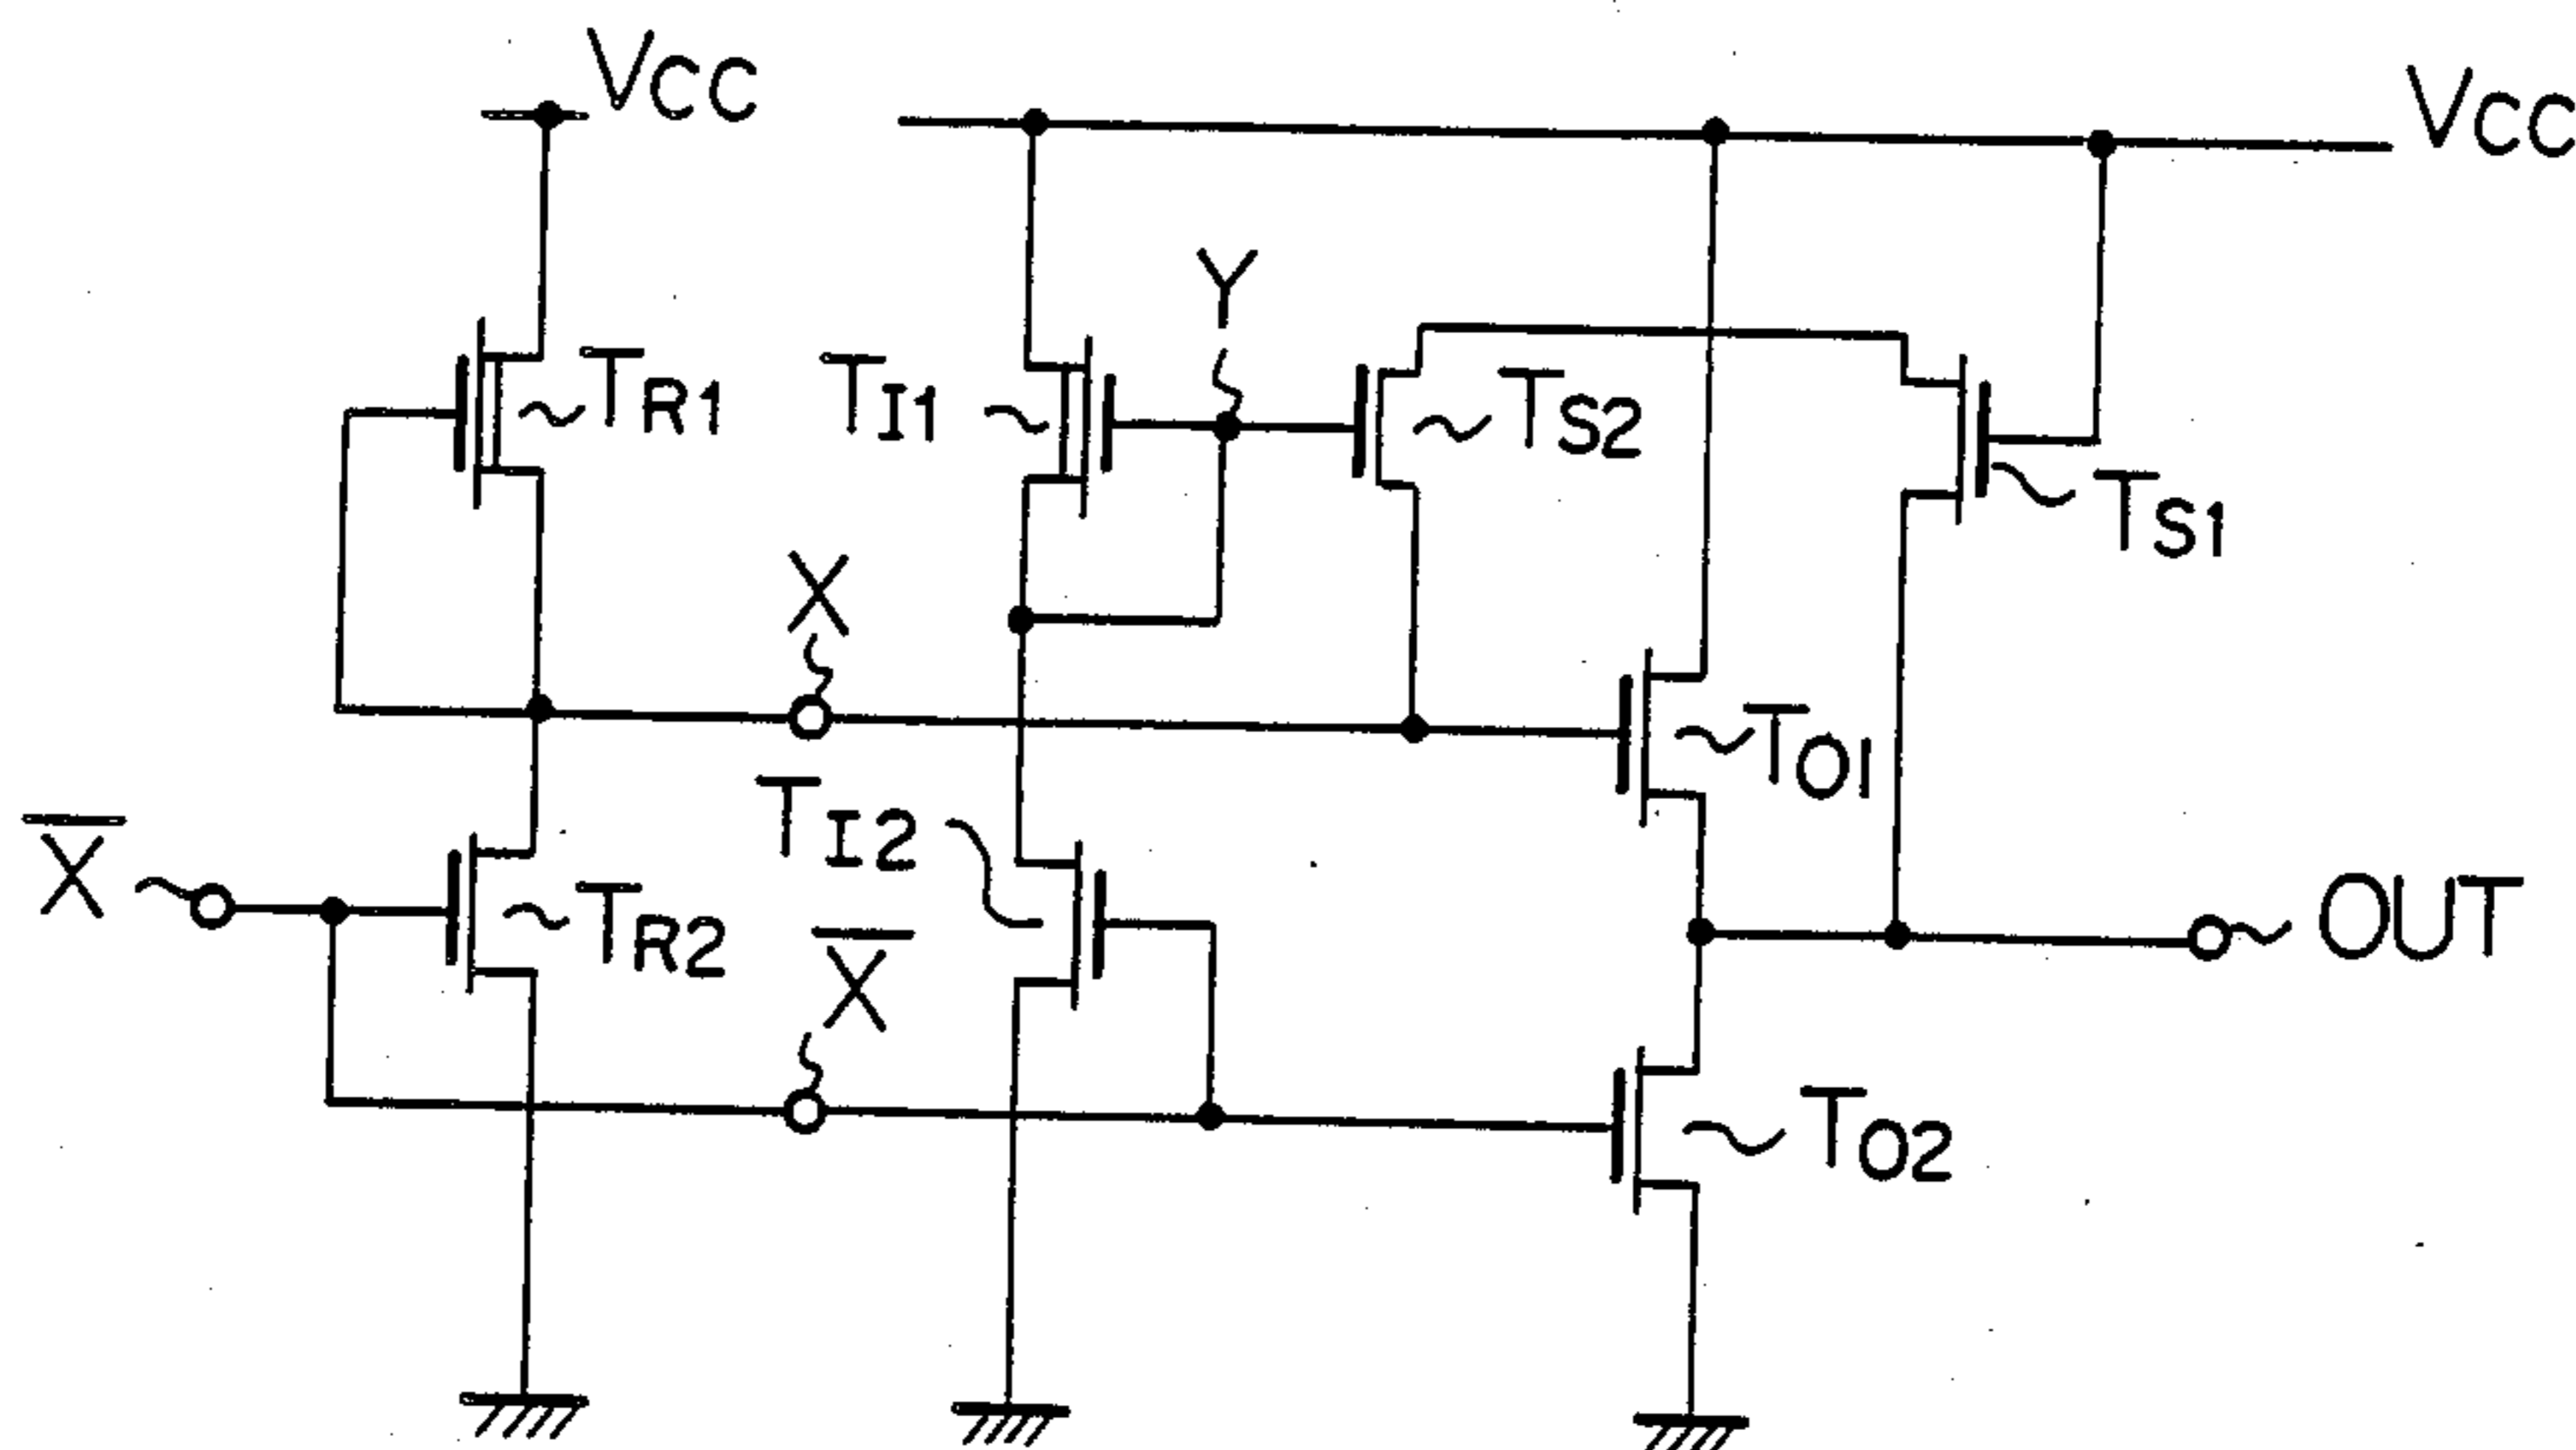 VCC
VCC
Y
TR1
TI1
TS2
TS1
X
TO1
TI2
X̅
TR2
X̅
OUT
TO2